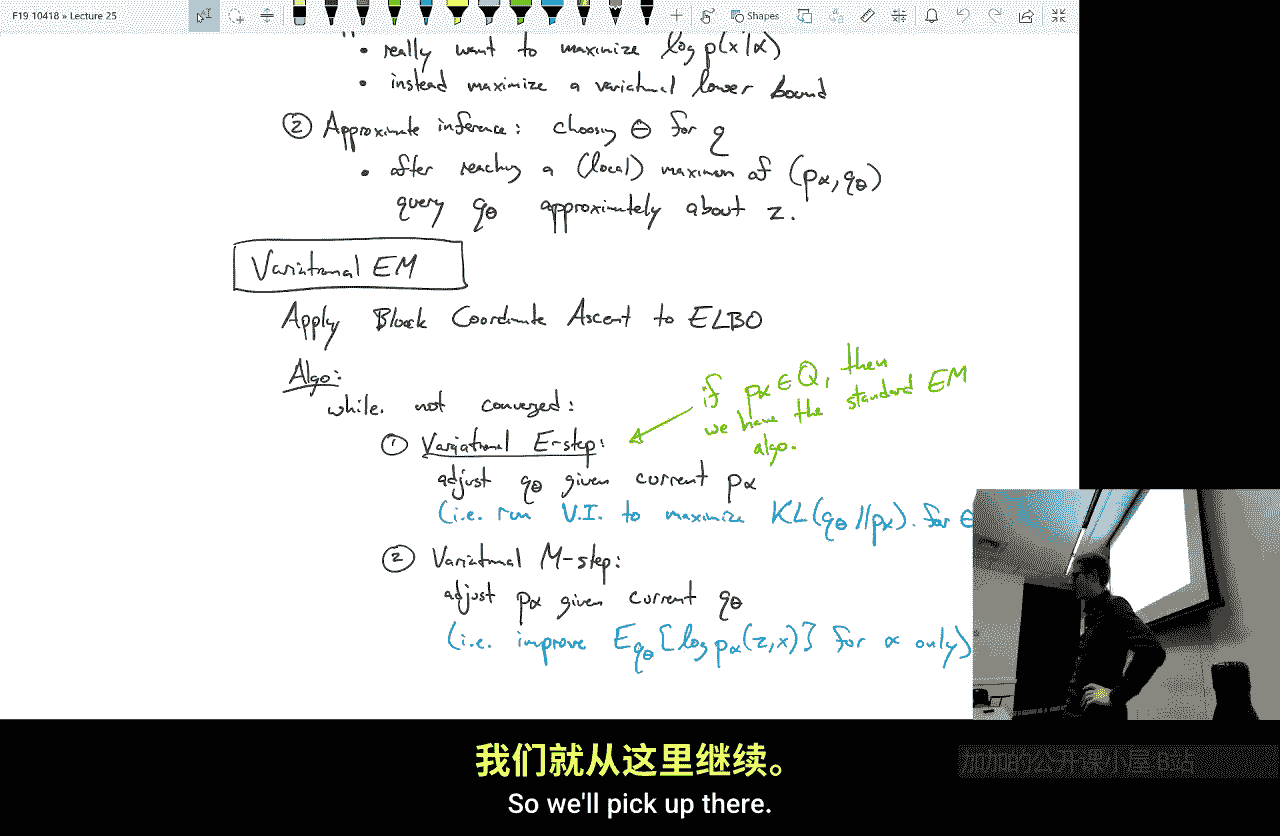 F19 10418 » Lecture 25
Shapes
• really want to maximize log p(x|α)
• instead maximize a variational lower bound
② Approximate inference: choosing θ for q
• after reaching a (local) maximum of (pα, qθ)
query qθ approximately about z.
Variational EM
Apply Block Coordinate Ascent to ELBO
Algo:
while not converged:
if pα ∈ Q, then
we have the standard EM
algo.
① Variational E-step:
adjust qθ given current pα
(i.e. run V.I. to maximize KL(qθ || pα). for θ
② Variational M-step:
adjust pα given current qθ
(i.e. improve Eqθ[log pα(z,x)] for α only)
我们就从这里继续。
So we'll pick up there.
加加的公开课小屋 B站